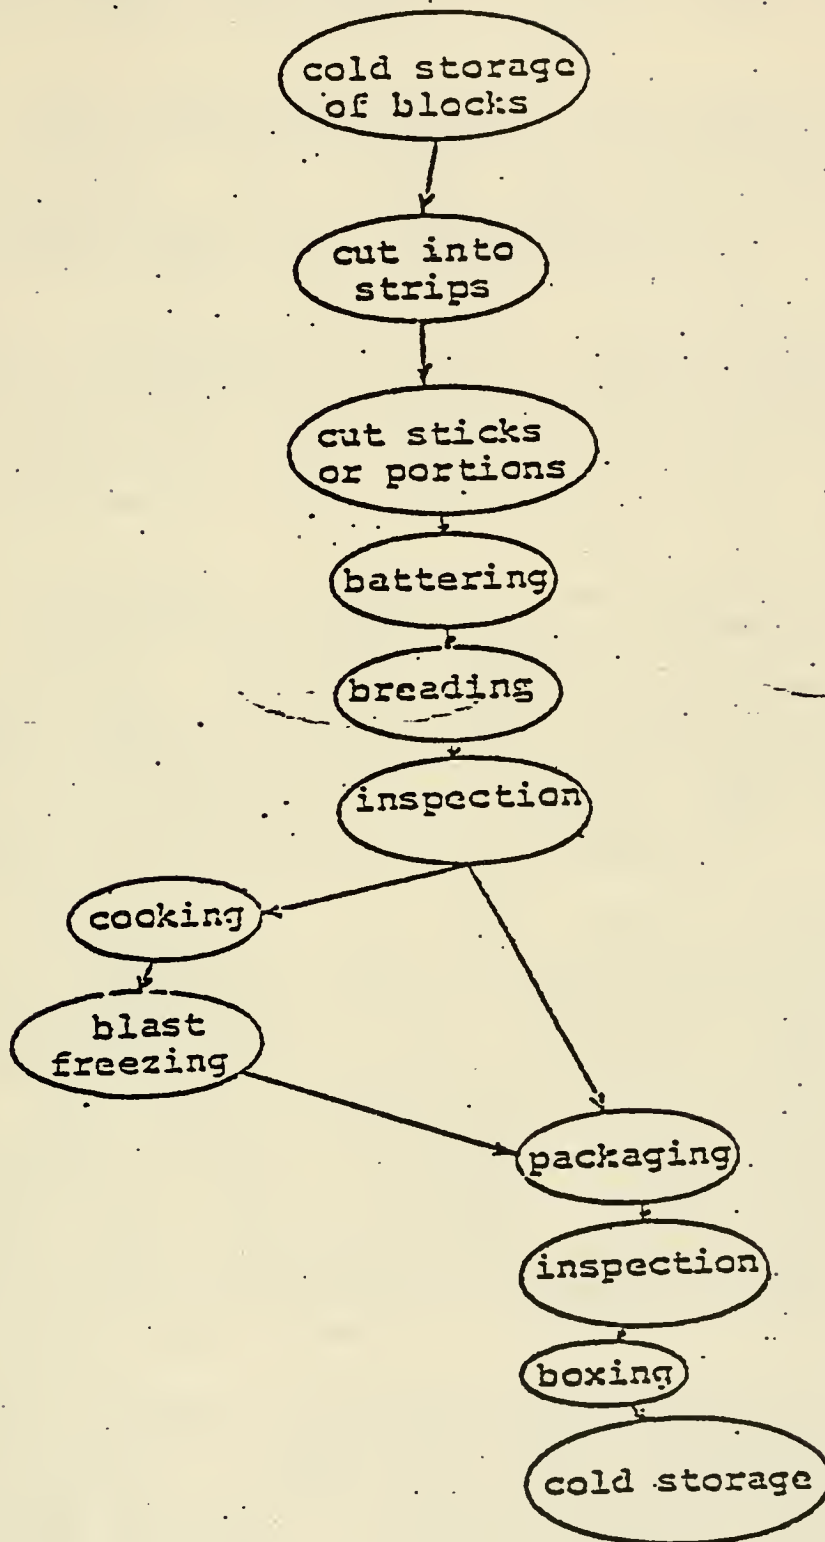 cold storage
of blocks
cut into
strips
cut sticks
or portions
battering
breading
inspection
cooking
blast
freezing
packaging
inspection
boxing
cold storage